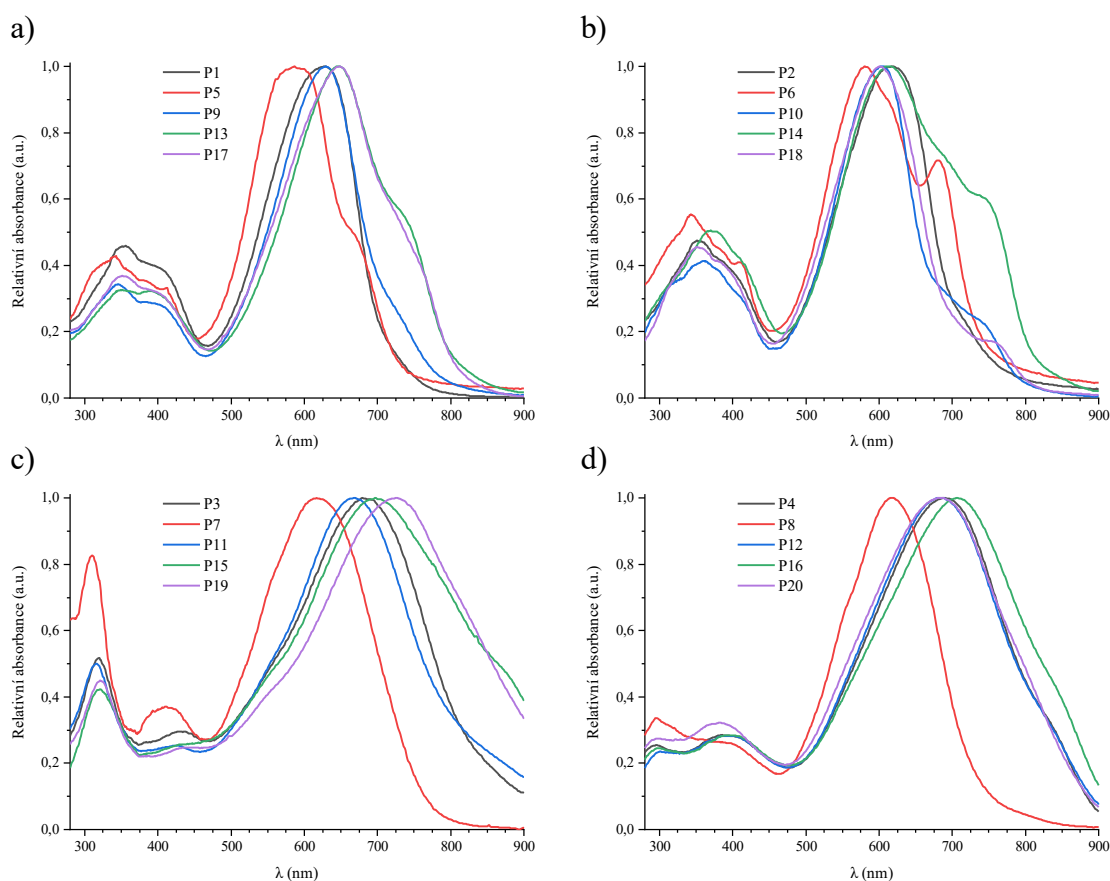 a)
P1
P5
P9
P13
P17
1,0
0,8
0,6
0,4
0,2
0,0
300 400 500 600 700 800 900
Relativní absorbance (a.u.)
λ (nm)
b)
P2
P6
P10
P14
P18
1,0
0,8
0,6
0,4
0,2
0,0
300 400 500 600 700 800 900
Relativní absorbance (a.u.)
λ (nm)
c)
P3
P7
P11
P15
P19
1,0
0,8
0,6
0,4
0,2
0,0
300 400 500 600 700 800 900
Relativní absorbance (a.u.)
λ (nm)
d)
P4
P8
P12
P16
P20
1,0
0,8
0,6
0,4
0,2
0,0
300 400 500 600 700 800 900
Relativní absorbance (a.u.)
λ (nm)